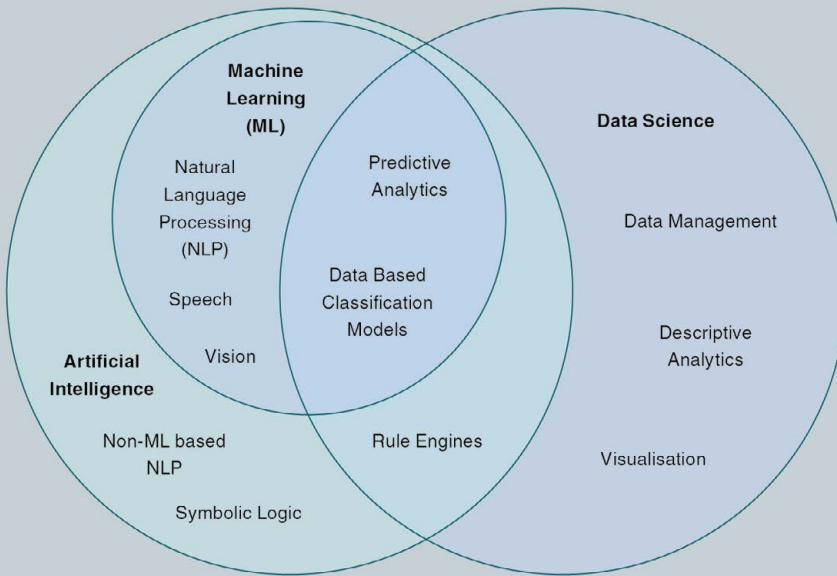 Machine
Learning
(ML)
Natural
Language
Processing
(NLP)
Speech
Vision
Artificial
Intelligence
Non-ML based
NLP
Symbolic Logic
Predictive
Analytics
Data Based
Classification
Models
Rule Engines
Data Science
Data Management
Descriptive
Analytics
Visualisation